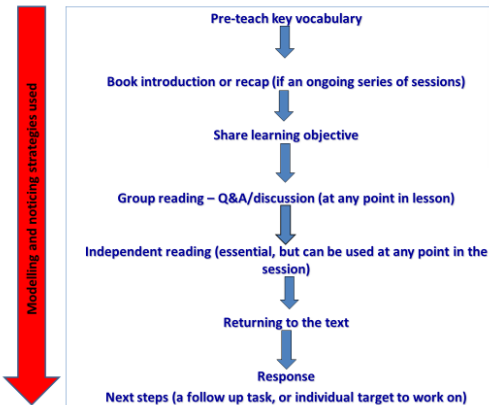 Modelling and noticing strategies used
Pre-teach key vocabulary
Book introduction or recap (if an ongoing series of sessions)
Share learning objective
Group reading – Q&A/discussion (at any point in lesson)
Independent reading (essential, but can be used at any point in the
session)
Returning to the text
Response
Next steps (a follow up task, or individual target to work on)